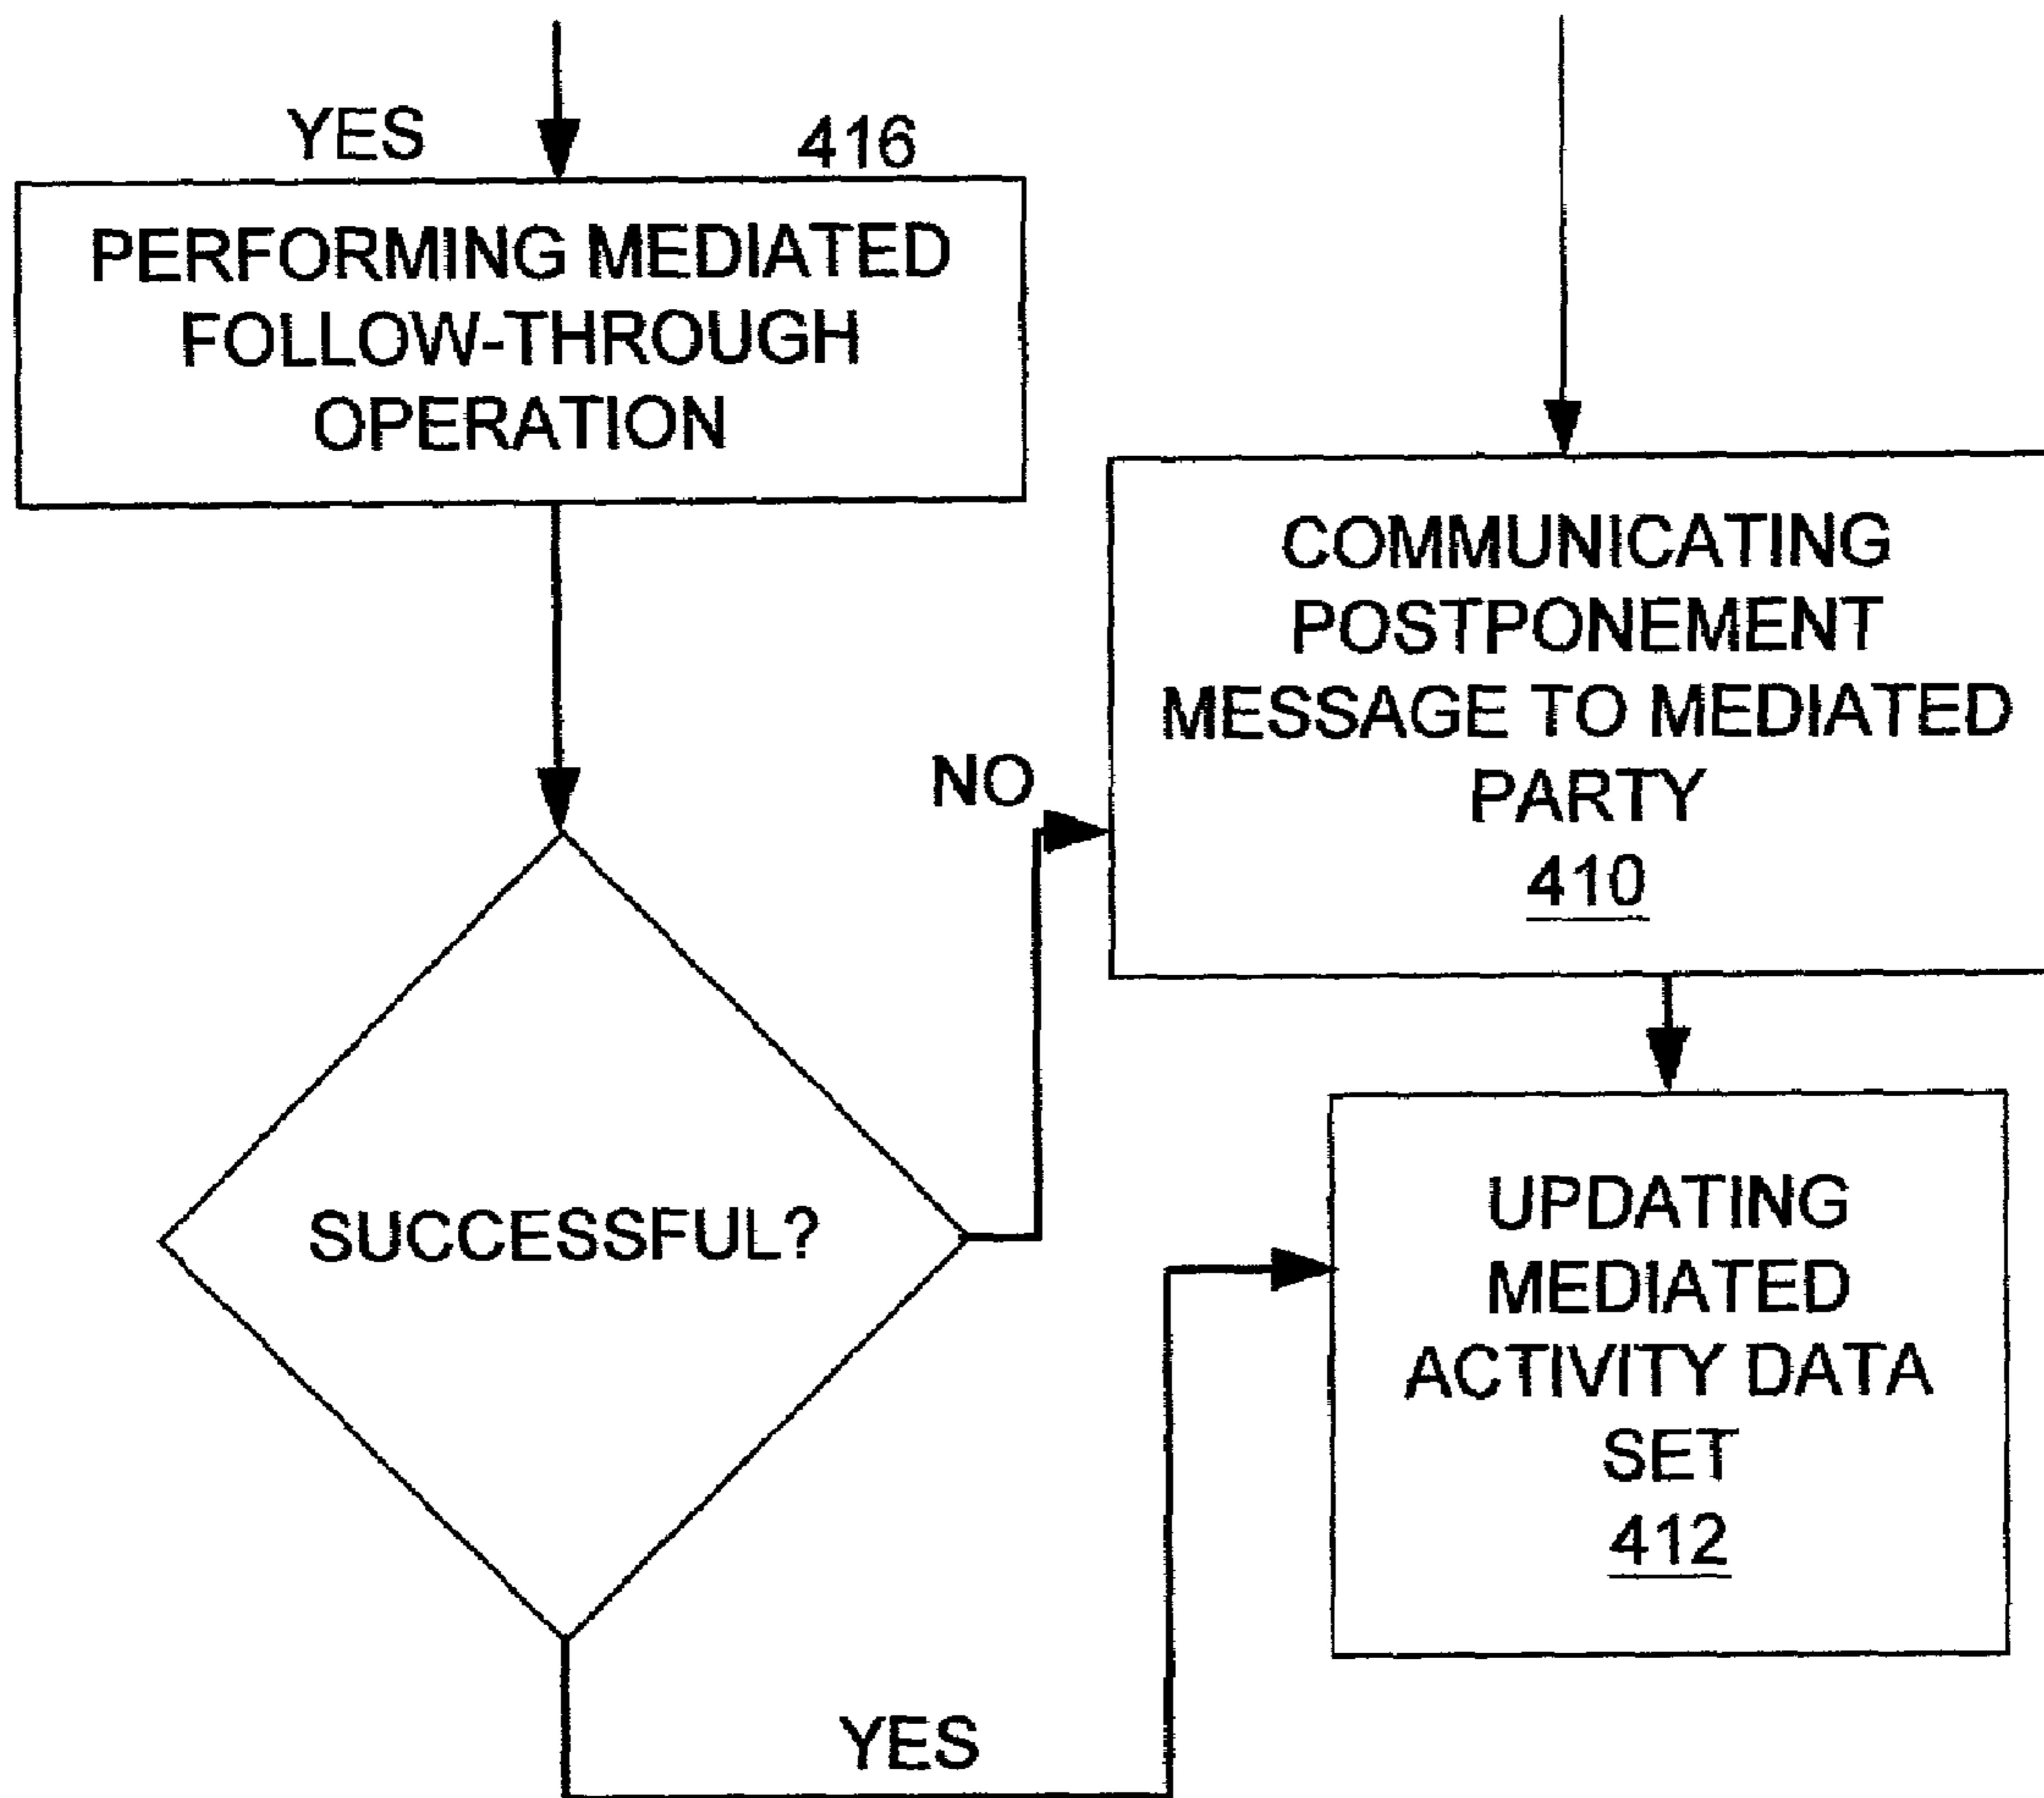 YES
416
PERFORMING MEDIATED
FOLLOW-THROUGH
OPERATION
COMMUNICATING
POSTPONEMENT
MESSAGE TO MEDIATED
PARTY
410
NO
SUCCESSFUL?
UPDATING
MEDIATED
ACTIVITY DATA
SET
412
YES